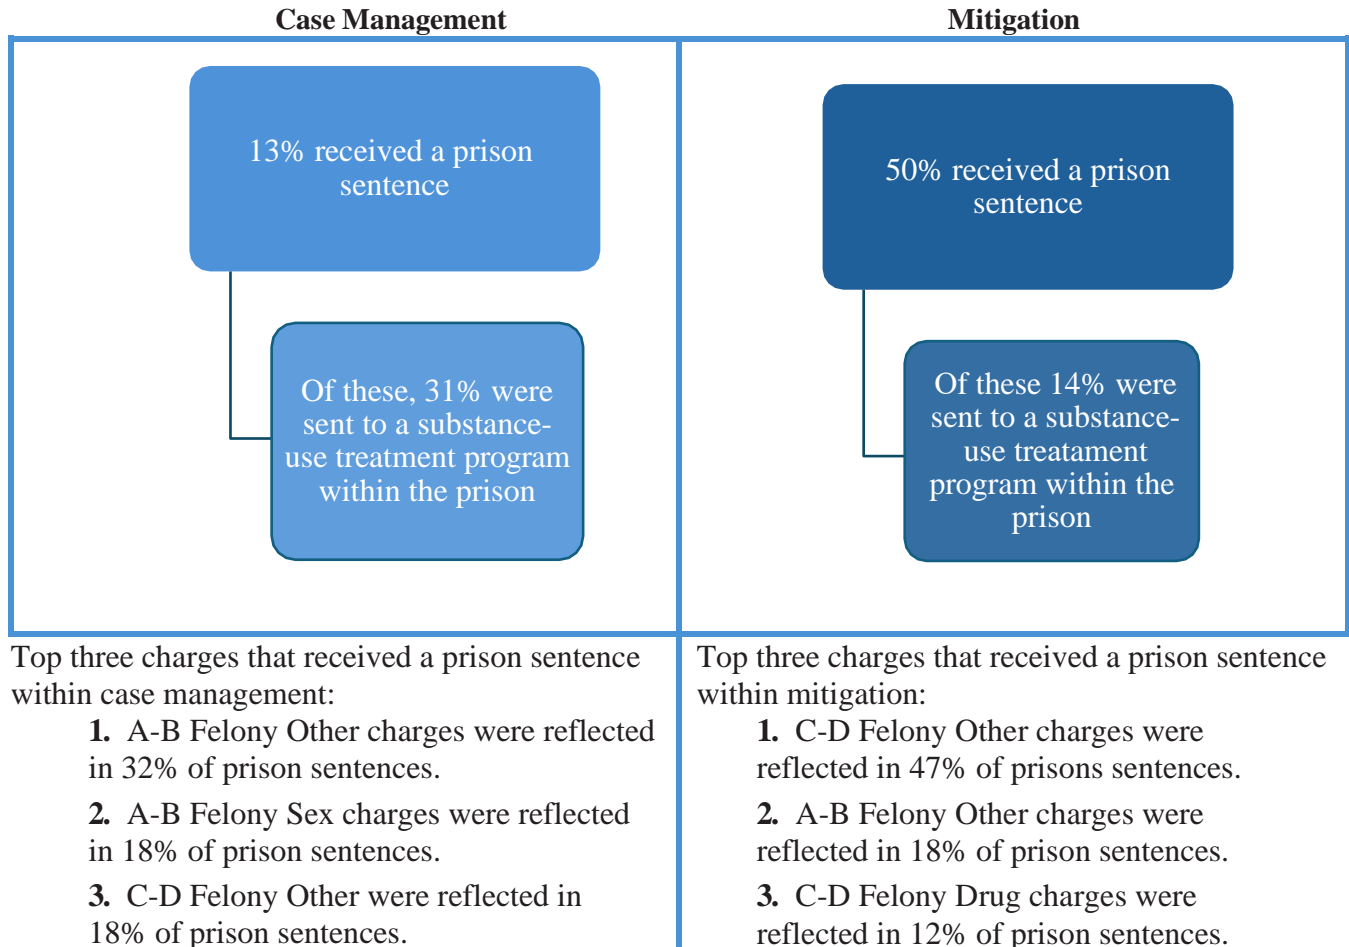 Case Management
13% received a prison
sentence
Of these, 31% were
sent to a substance-
use treatment program
within the prison
Top three charges that received a prison sentence
within case management:
1. A-B Felony Other charges were reflected
in 32% of prison sentences.
2. A-B Felony Sex charges were reflected
in 18% of prison sentences.
3. C-D Felony Other were reflected in
18% of prison sentences.
Mitigation
50% received a prison
sentence
Of these 14% were
sent to a substance-
use treatament
program within the
prison
Top three charges that received a prison sentence
within mitigation:
1. C-D Felony Other charges were
reflected in 47% of prisons sentences.
2. A-B Felony Other charges were
reflected in 18% of prison sentences.
3. C-D Felony Drug charges were
reflected in 12% of prison sentences.